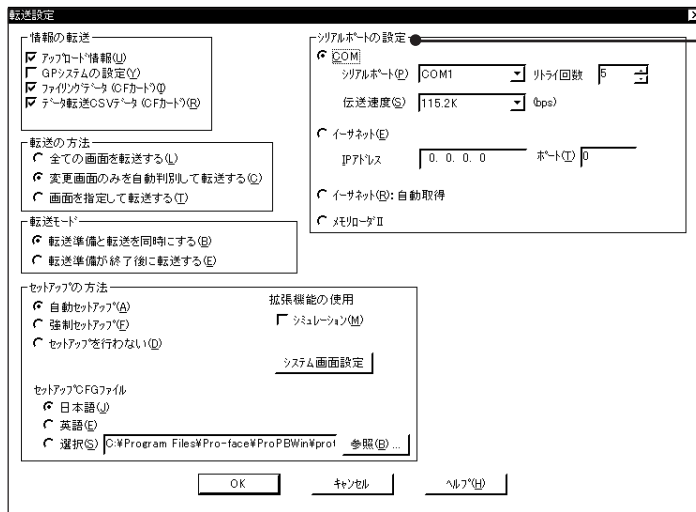 転送設定
情報の転送
アップロード情報(U)
GPシステムの設定(Y)
ファイリングデータ(CFカード)(I)
データ転送CSVデータ(CFカード)(R)
転送の方法
全ての画面を転送する(L)
変更画面のみを自動判別して転送する(C)
画面を指定して転送する(T)
転送モード
転送準備と転送を同時にする(B)
転送準備が終了後に転送する(E)
シリアルポートの設定
COM
シリアルポート(P) COM1 リトライ回数 5
伝送速度(S) 115.2K (bps)
イーサネット(E)
IPアドレス 0. 0. 0. 0 ポート(T) 0
イーサネット(R):自動取得
メモリローダII
セットアップの方法
自動セットアップ(A)
強制セットアップ(F)
セットアップを行わない(D)
拡張機能の使用
シミュレーション(M)
システム画面設定
セットアップCFGファイル
日本語(J)
英語(E)
選択(S) C:¥Program Files¥Pro-face¥ProPBWin¥prot 参照(B) ...
OK キャンセル ヘルプ(H)